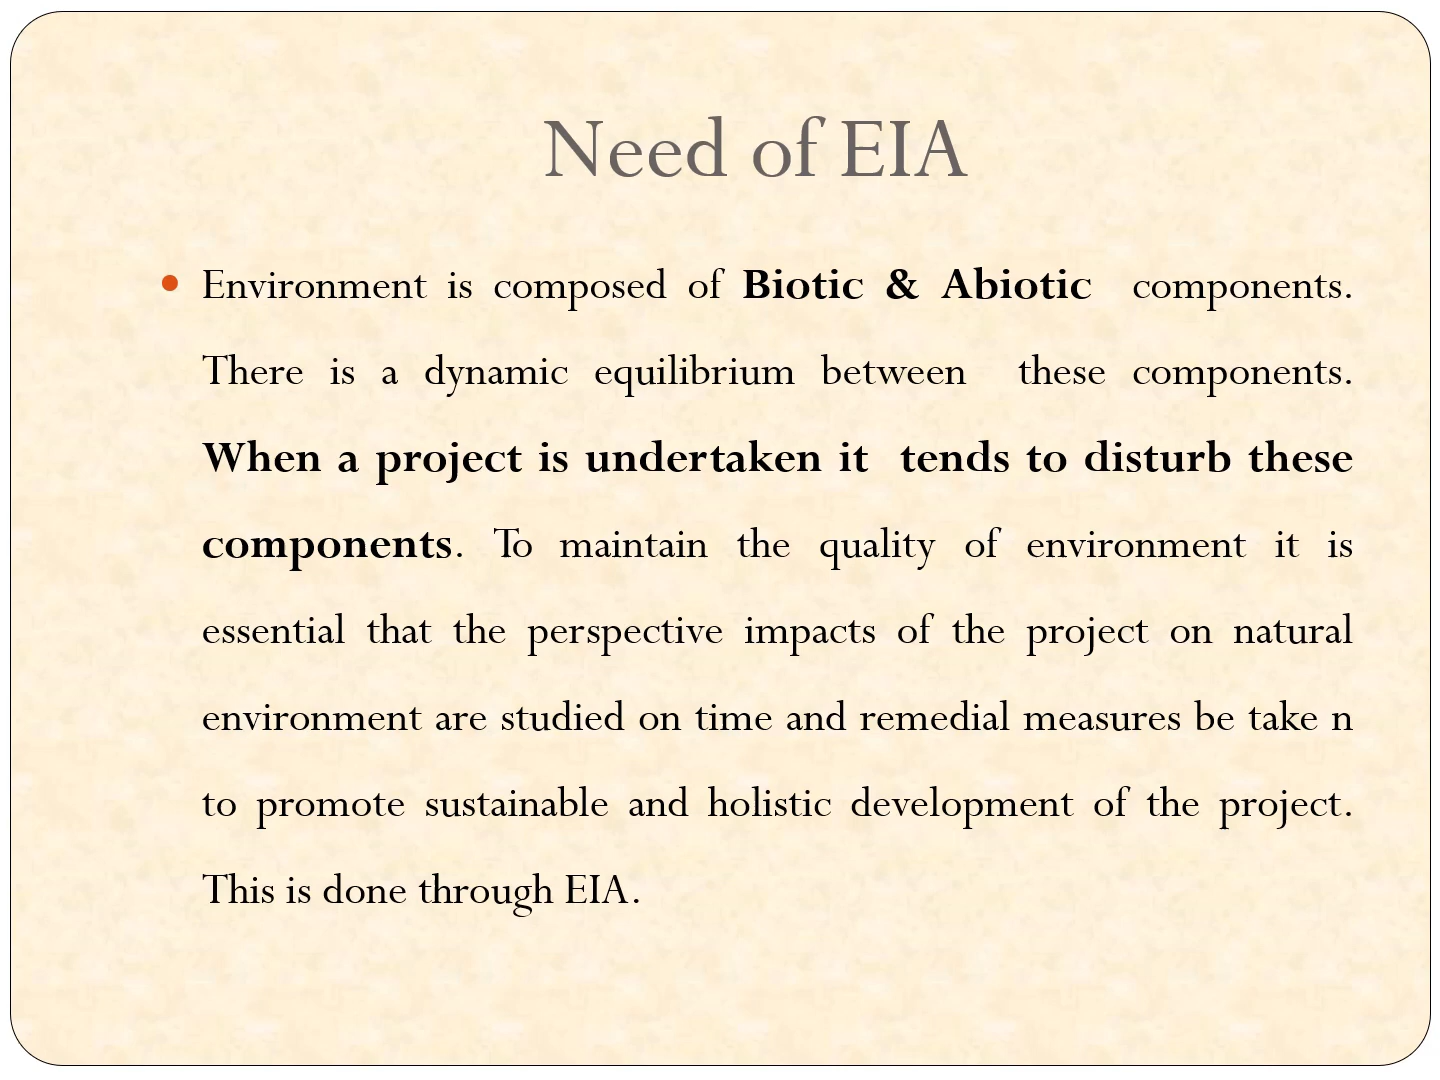 Need of EIA
Environment is composed of Biotic & Abiotic components.
There is a dynamic equilibrium between these components.
When a project is undertaken it tends to disturb these
components. To maintain the quality of environment it is
essential that the perspective impacts of the project on natural
environment are studied on time and remedial measures be take n
to promote sustainable and holistic development of the project.
This is done through EIA.